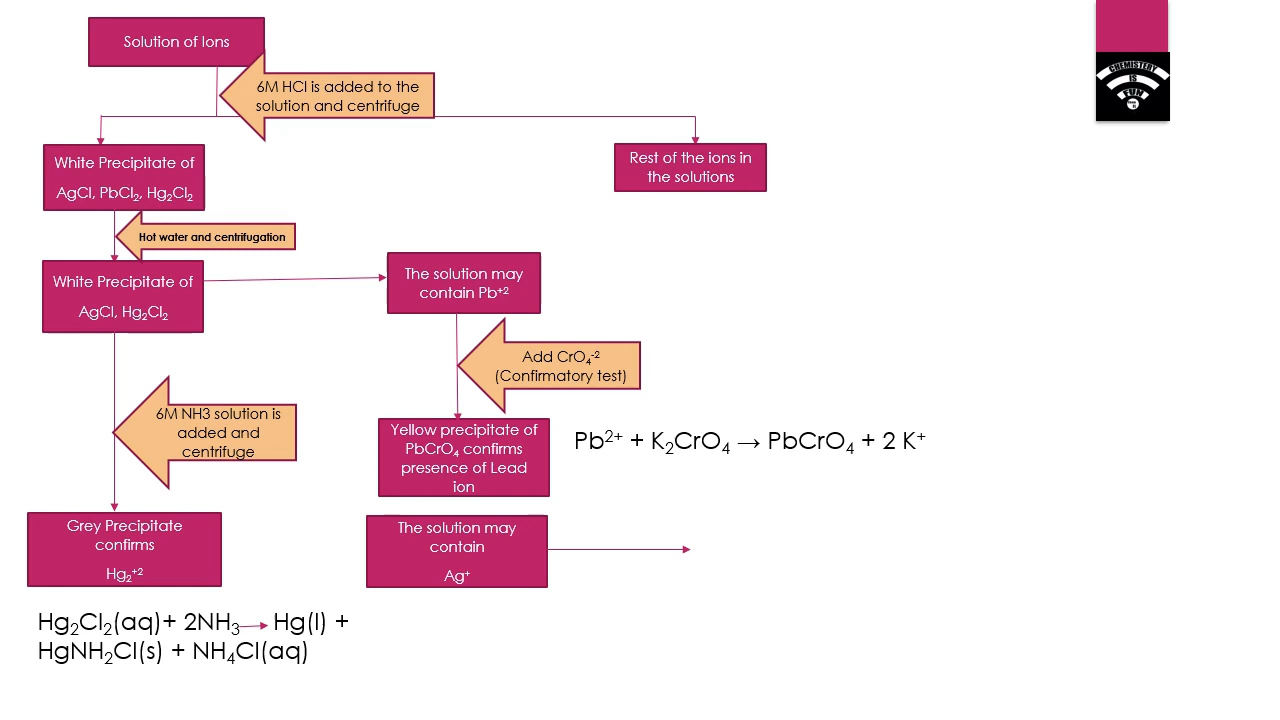 Solution of Ions
6M HCl is added to the
solution and centrifuge
White Precipitate of
AgCl, PbCl₂, Hg₂Cl₂
Rest of the ions in
the solutions
Hot water and centrifugation
White Precipitate of
AgCl, Hg₂Cl₂
The solution may
contain Pb⁺²
Add CrO₄⁻²
(Confirmatory test)
6M NH3 solution is
added and
centrifuge
Yellow precipitate of
PbCrO₄ confirms
presence of Lead
ion
Pb²⁺ + K₂CrO₄ → PbCrO₄ + 2 K⁺
Grey Precipitate
confirms
Hg₂⁺²
The solution may
contain
Ag⁺
Hg₂Cl₂(aq)+ 2NH₃ → Hg(l) +
HgNH₂Cl(s) + NH₄Cl(aq)
CHEMISTERY
IS
FUN